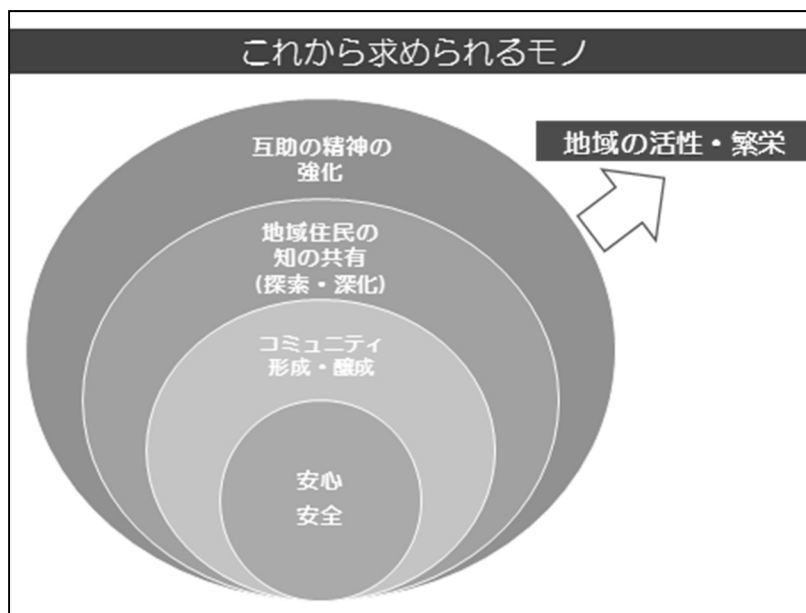 これから求められるモノ
互助の精神の
強化
地域の活性・繁栄
地域住民の
知の共有
(探索・深化)
コミュニティ
形成・醸成
安心
安全